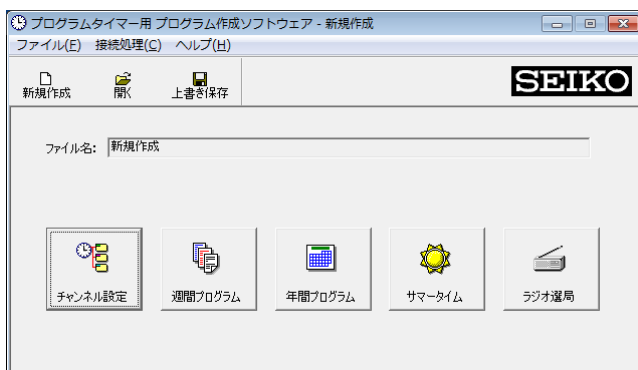 プログラムタイマー用 プログラム作成ソフトウェア - 新規作成
ファイル(F) 接続処理(C) ヘルプ(H)
新規作成 開く 上書き保存 SEIKO
ファイル名: 新規作成
チャンネル設定 週間プログラム 年間プログラム サマータイム ラジオ選局